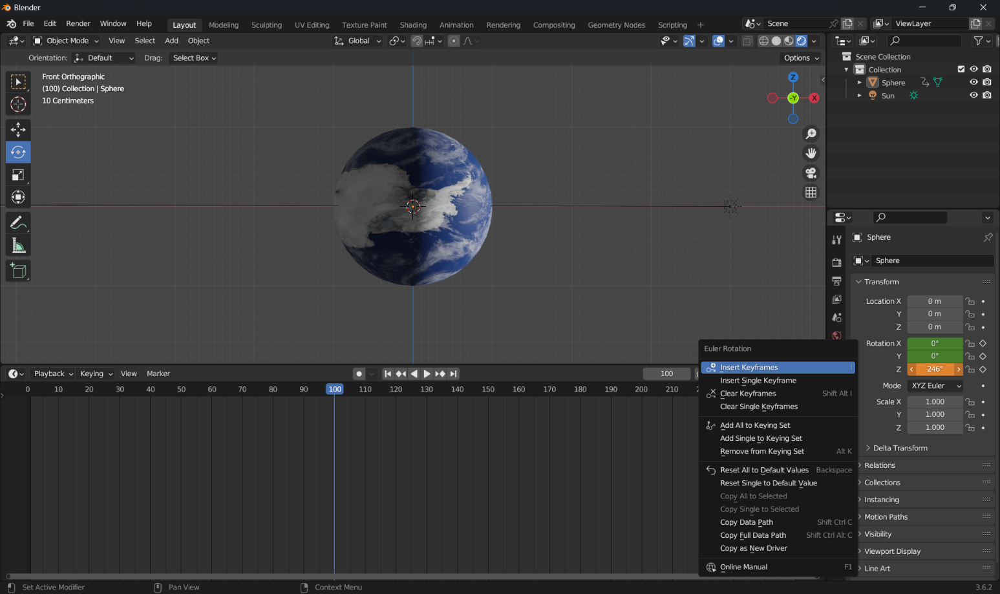 Blender
File Edit Render Window Help Layout Modeling Sculpting UV Editing Texture Paint Shading Animation Rendering Compositing Geometry Nodes Scripting + Scene ViewLayer
Object Mode View Select Add Object Global
Orientation: Default Drag: Select Box Options
Front Orthographic
(100) Collection | Sphere
10 Centimeters
Z
-Y
X
Scene Collection
Collection
Sphere
Sun
Sphere
Sphere
Transform
Location X 0 m
Y 0 m
Z 0 m
Rotation X 0°
Y 0°
Z 246°
Mode XYZ Euler
Scale X 1.000
Y 1.000
Z 1.000
Delta Transform
Relations
Collections
Instancing
Motion Paths
Visibility
Viewport Display
Line Art
Euler Rotation
Insert Keyframes I
Insert Single Keyframe
Clear Keyframes Shift Alt I
Clear Single Keyframes
Add All to Keying Set
Add Single to Keying Set
Remove from Keying Set Alt K
Reset All to Default Values Backspace
Reset Single to Default Value
Copy All to Selected
Copy Single to Selected
Copy Data Path Shift Ctrl C
Copy Full Data Path Shift Ctrl Alt C
Copy as New Driver
Online Manual F1
Playback Keying View Marker 100
0 10 20 30 40 50 60 70 80 90 100 110 120 130 140 150 160 170 180 190 200 210
Set Active Modifier Pan View Context Menu 3.6.2